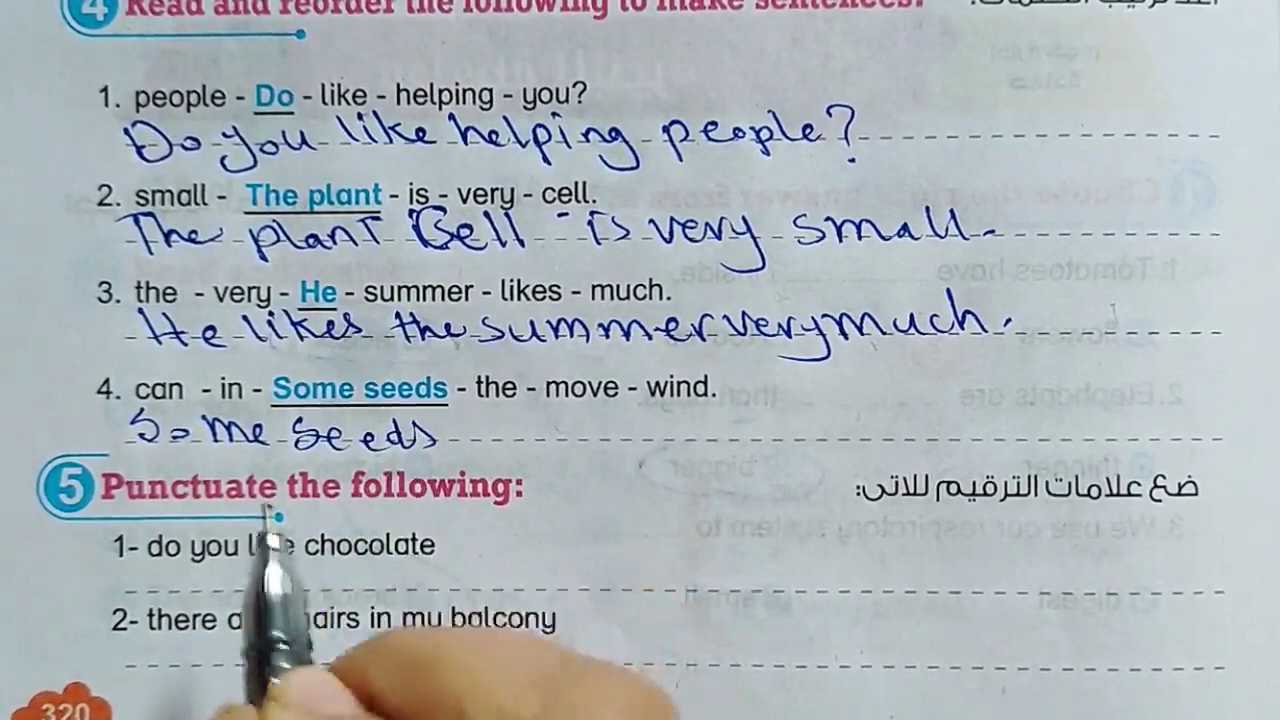 4 Read and reorder the following to make sentences:
1. people - Do - like - helping - you?
Do you like helping people?
2. small - The plant - is - very - cell.
The plant Cell is very small.
3. the - very - He - summer - likes - much.
He likes the summer very much.
4. can - in - Some seeds - the - move - wind.
Some seeds
5 Punctuate the following:
ضع علامات الترقيم للاتى:
1- do you chocolate
2- there in my balcony
320